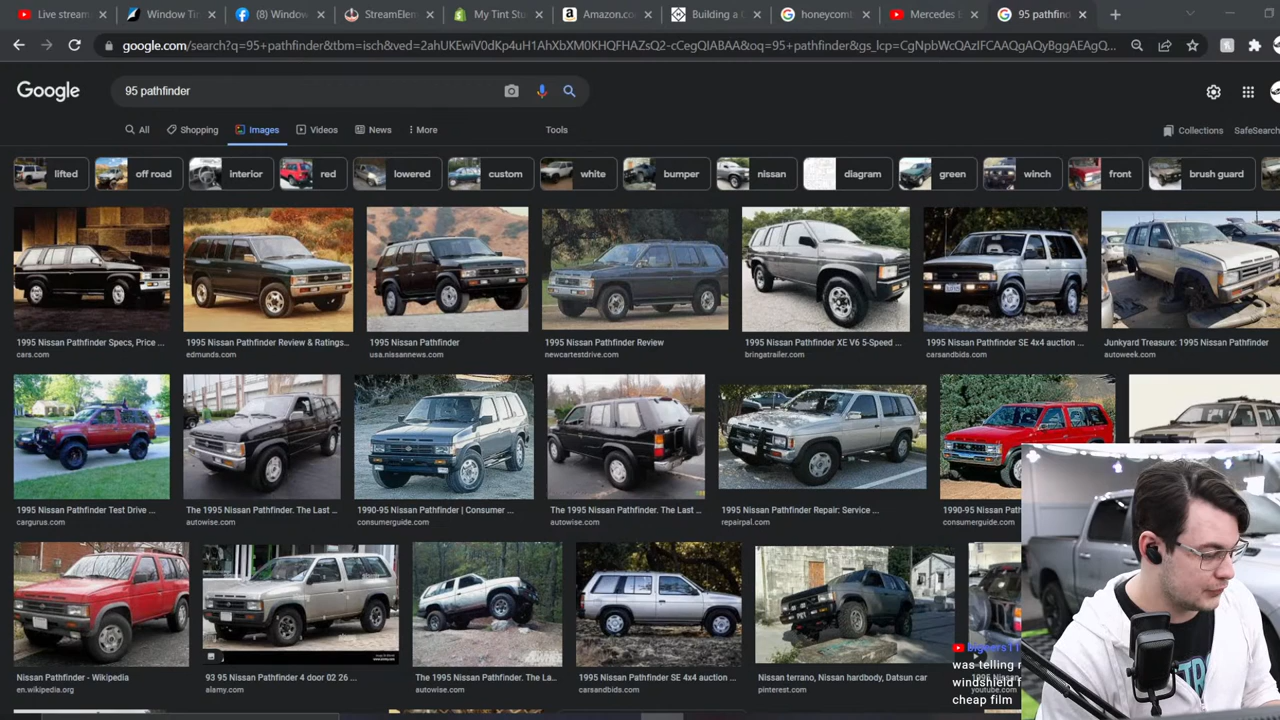 Live stream
Window Ti
(8) Window
StreamElem
My Tint Stu
Amazon.co
Building a C
honeycomb
Mercedes B
95 pathfind
google.com/search?q=95+pathfinder&tbm=isch&ved=2ahUKEwiV0dKp4uH1AhXbXM0KHQFHAZsQ2-cCegQIABAA&oq=95+pathfinder&gs_lcp=CgNpbWcQAzIFCAAQgAQyBggAEAgQ...
Google
95 pathfinder
All
Shopping
Images
Videos
News
More
Tools
Collections
SafeSearch
lifted
off road
interior
red
lowered
custom
white
bumper
nissan
diagram
green
winch
front
brush guard
1995 Nissan Pathfinder Specs, Price ...
cars.com
1995 Nissan Pathfinder Review & Ratings...
edmunds.com
1995 Nissan Pathfinder
usa.nissannews.com
1995 Nissan Pathfinder Review
newcartestdrive.com
1995 Nissan Pathfinder XE V6 5-Speed ...
bringatrailer.com
1995 Nissan Pathfinder SE 4x4 auction ...
carsandbids.com
Junkyard Treasure: 1995 Nissan Pathfinder
autoweek.com
1995 Nissan Pathfinder Test Drive ...
cargurus.com
The 1995 Nissan Pathfinder. The Last ...
autowise.com
1990-95 Nissan Pathfinder | Consumer ...
consumerguide.com
The 1995 Nissan Pathfinder. The Last ...
autowise.com
1995 Nissan Pathfinder Repair: Service ...
repairpal.com
1990-95 Nissan Path
consumerguide.com
Nissan Pathfinder - Wikipedia
en.wikipedia.org
93 95 Nissan Pathfinder 4 door 02 26 ...
alamy.com
The 1995 Nissan Pathfinder. The La...
autowise.com
1995 Nissan Pathfinder SE 4x4 auction ...
carsandbids.com
Nissan terrano, Nissan hardbody, Datsun car
pinterest.com
youtube.com
was telling
windshield
cheap film